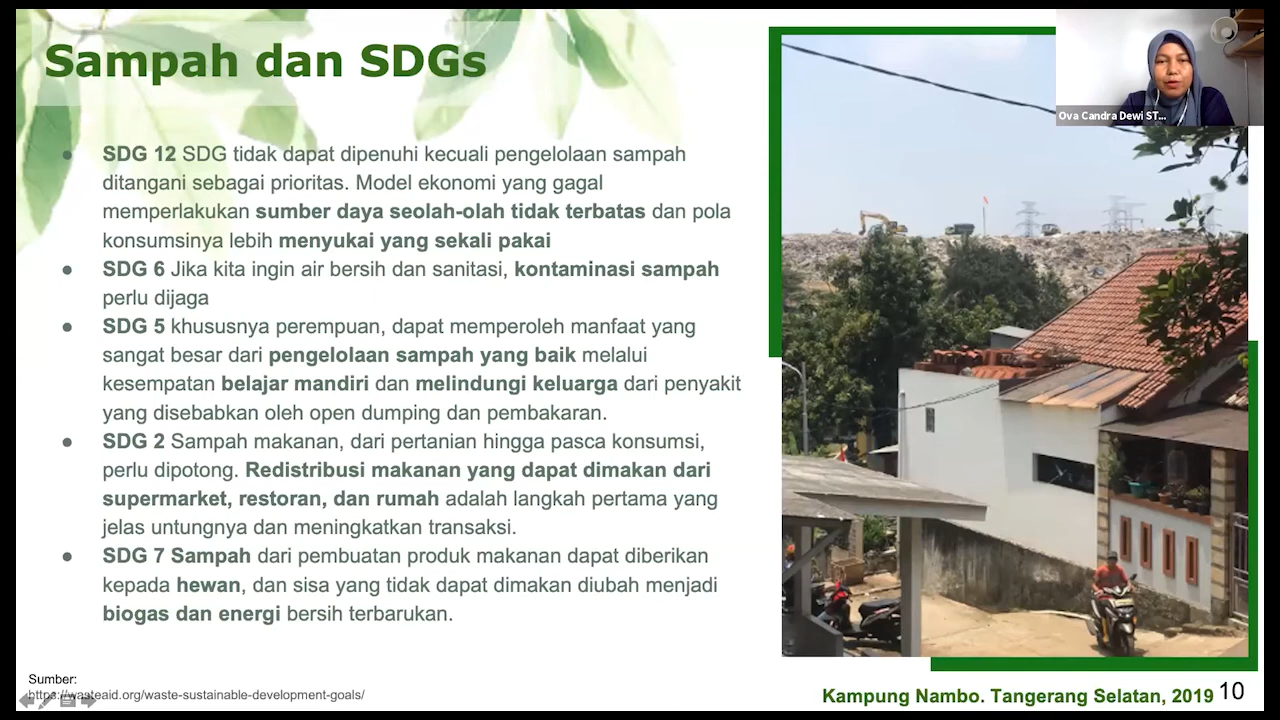 Sampah dan SDGs
Ova Candra Dewi ST...
● SDG 12 SDG tidak dapat dipenuhi kecuali pengelolaan sampah
ditangani sebagai prioritas. Model ekonomi yang gagal
memperlakukan sumber daya seolah-olah tidak terbatas dan pola
konsumsinya lebih menyukai yang sekali pakai
● SDG 6 Jika kita ingin air bersih dan sanitasi, kontaminasi sampah
perlu dijaga
● SDG 5 khususnya perempuan, dapat memperoleh manfaat yang
sangat besar dari pengelolaan sampah yang baik melalui
kesempatan belajar mandiri dan melindungi keluarga dari penyakit
yang disebabkan oleh open dumping dan pembakaran.
● SDG 2 Sampah makanan, dari pertanian hingga pasca konsumsi,
perlu dipotong. Redistribusi makanan yang dapat dimakan dari
supermarket, restoran, dan rumah adalah langkah pertama yang
jelas untungnya dan meningkatkan transaksi.
● SDG 7 Sampah dari pembuatan produk makanan dapat diberikan
kepada hewan, dan sisa yang tidak dapat dimakan diubah menjadi
biogas dan energi bersih terbarukan.
Sumber:
https://wasteaid.org/waste-sustainable-development-goals/
Kampung Nambo. Tangerang Selatan, 2019
10